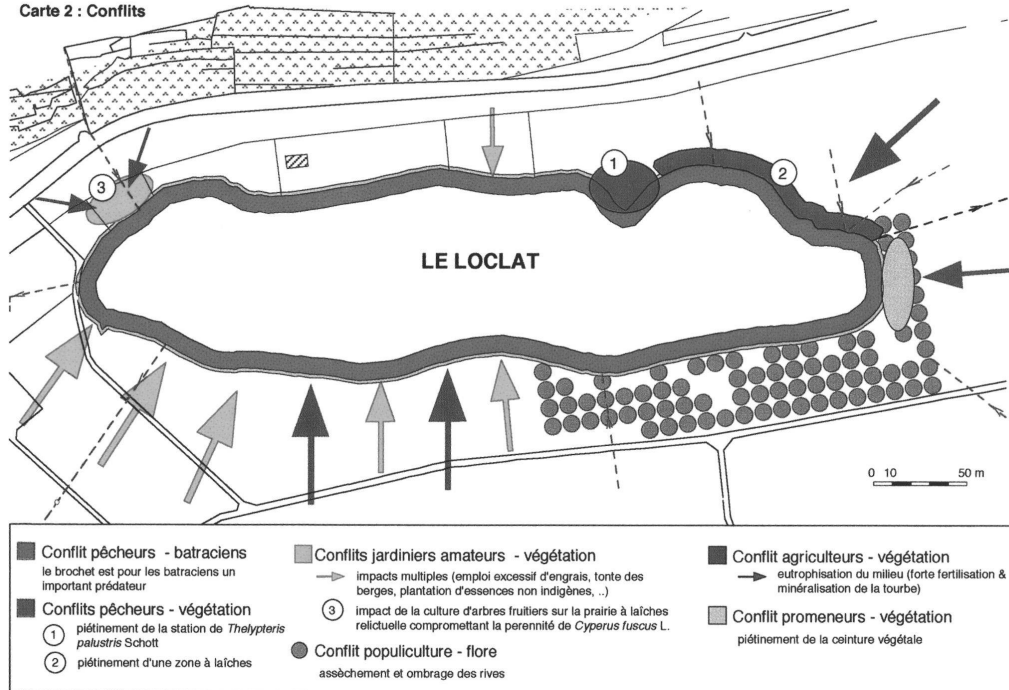 Carte 2 : Conflits
3
1
2
LE LOCLAT
0 10 50 m
Conflit pêcheurs - batraciens
le brochet est pour les batraciens un
important prédateur
Conflits pêcheurs - végétation
1 piétinement de la station de Thelypteris
palustris Schott
2 piétinement d'une zone à laîches
Conflits jardiniers amateurs - végétation
impacts multiples (emploi excessif d'engrais, tonte des
berges, plantation d'essences non indigènes, ..)
3 impact de la culture d'arbres fruitiers sur la prairie à laîches
relictuelle compromettant la perennité de Cyperus fuscus L.
Conflit populiculture - flore
assèchement et ombrage des rives
Conflit agriculteurs - végétation
eutrophisation du milieu (forte fertilisation &
minéralisation de la tourbe)
Conflit promeneurs - végétation
piétinement de la ceinture végétale